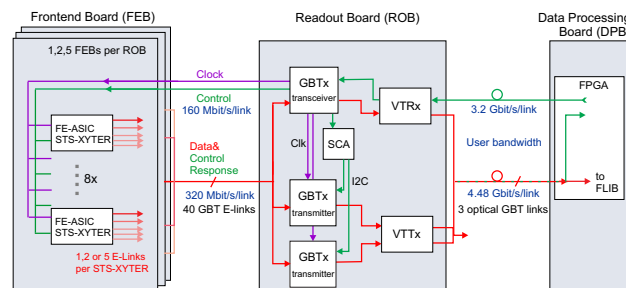 Frontend Board (FEB)
1,2,5 FEBs per ROB
FE-ASIC
STS-XYTER
8x
FE-ASIC
STS-XYTER
1,2 or 5 E-Links
per STS-XYTER
Clock
Control
160 Mbit/s/link
Data&
Control
Response
320 Mbit/s/link
40 GBT E-links
Readout Board (ROB)
GBTx
transceiver
VTRx
SCA
Clk
I2C
GBTx
transmitter
GBTx
transmitter
VTTx
3.2 Gbit/s/link
User bandwidth
4.48 Gbit/s/link
3 optical GBT links
Data Processing
Board (DPB
FPGA
to
FLIB